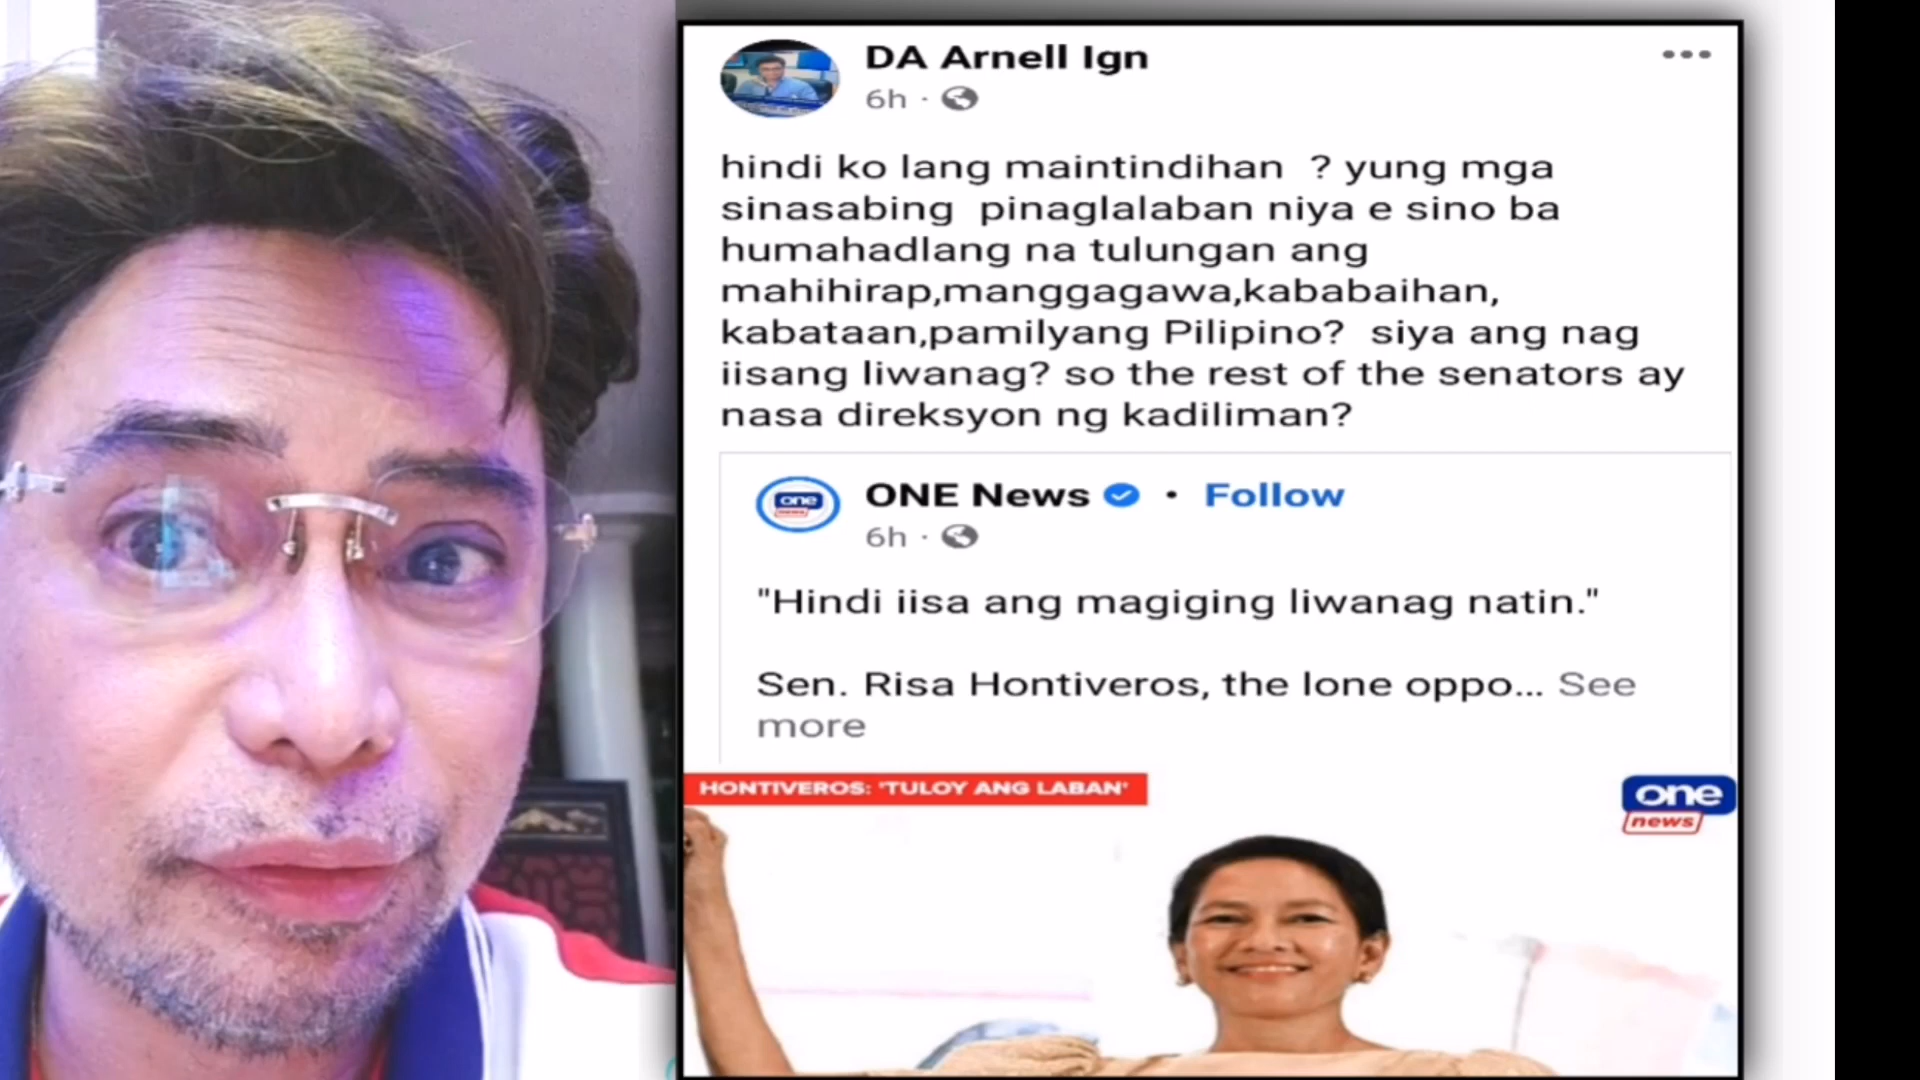 DA Arnell Ign
6h ·
hindi ko lang maintindihan ? yung mga
sinasabing pinaglalaban niya e sino ba
humahadlang na tulungan ang
mahihirap,manggagawa,kababaihan,
kabataan,pamilyang Pilipino? siya ang nag
iisang liwanag? so the rest of the senators ay
nasa direksyon ng kadiliman?
one
news
ONE News • Follow
6h ·
"Hindi iisa ang magiging liwanag natin."
Sen. Risa Hontiveros, the lone oppo... See
more
HONTIVEROS: 'TULOY ANG LABAN'
one
news